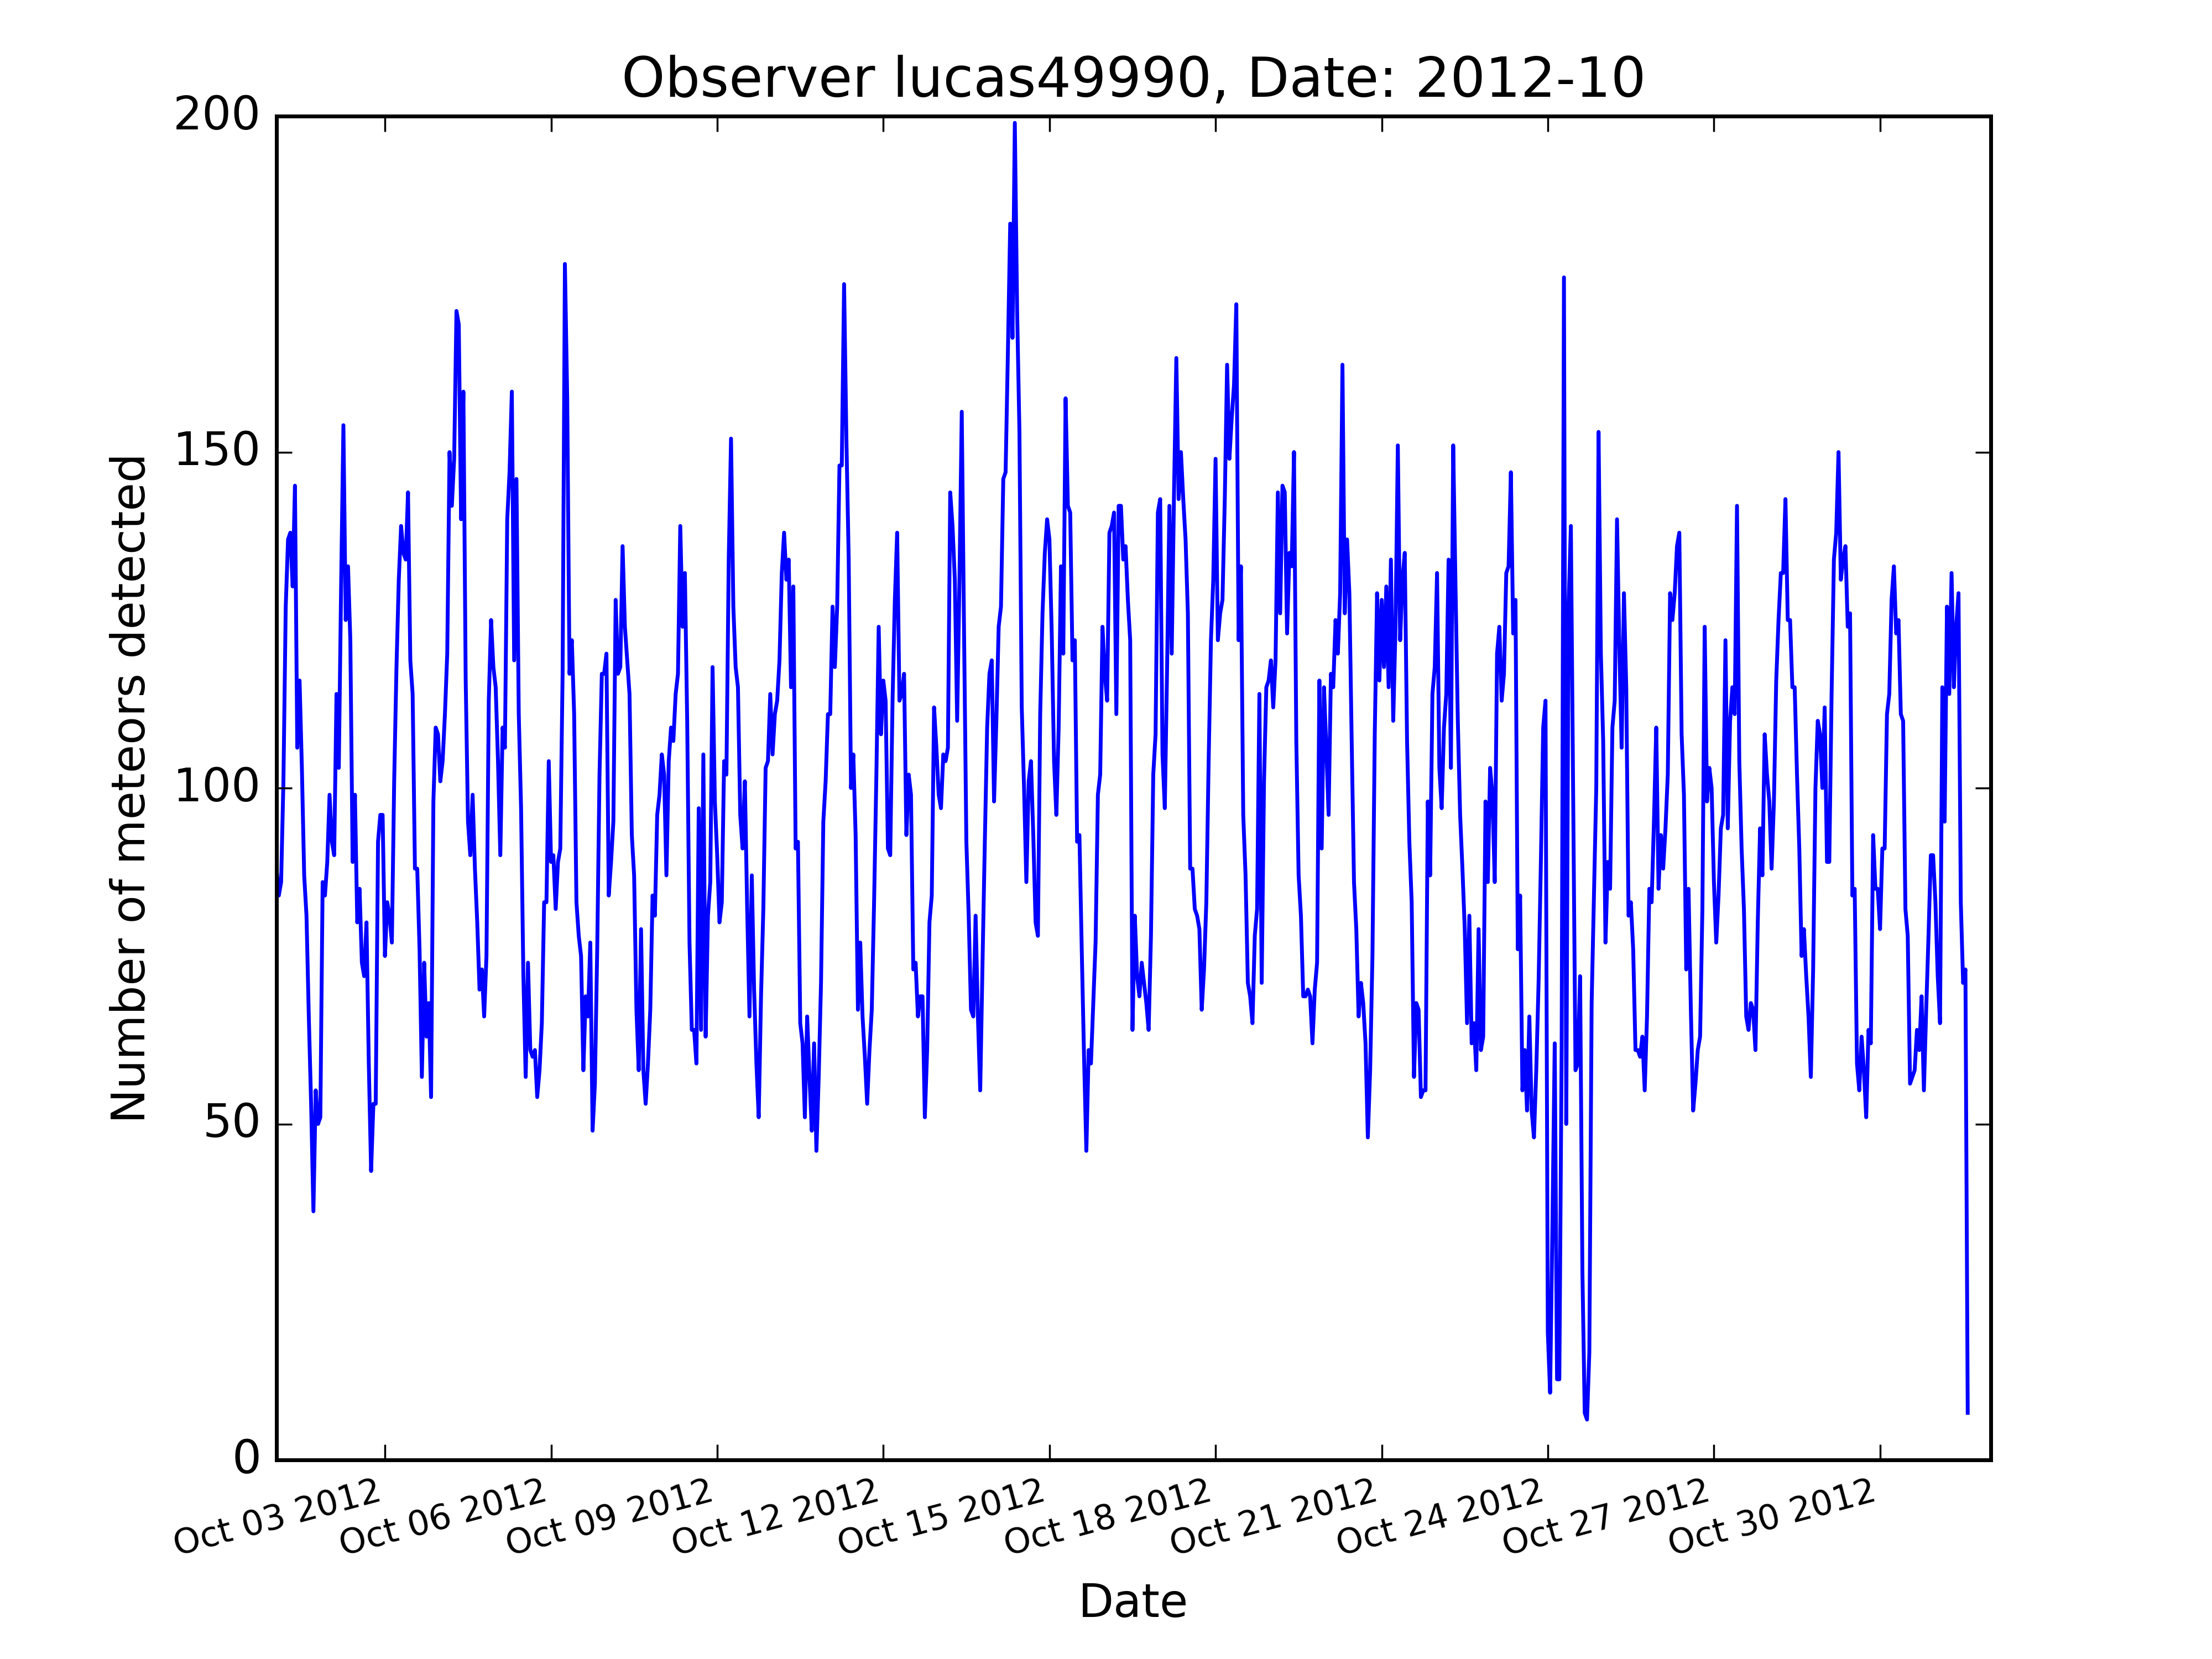 Observer lucas49990, Date: 2012-10
200
150
100
50
0
Number of meteors detected
Oct 03 2012
Oct 06 2012
Oct 09 2012
Oct 12 2012
Oct 15 2012
Oct 18 2012
Oct 21 2012
Oct 24 2012
Oct 27 2012
Oct 30 2012
Date